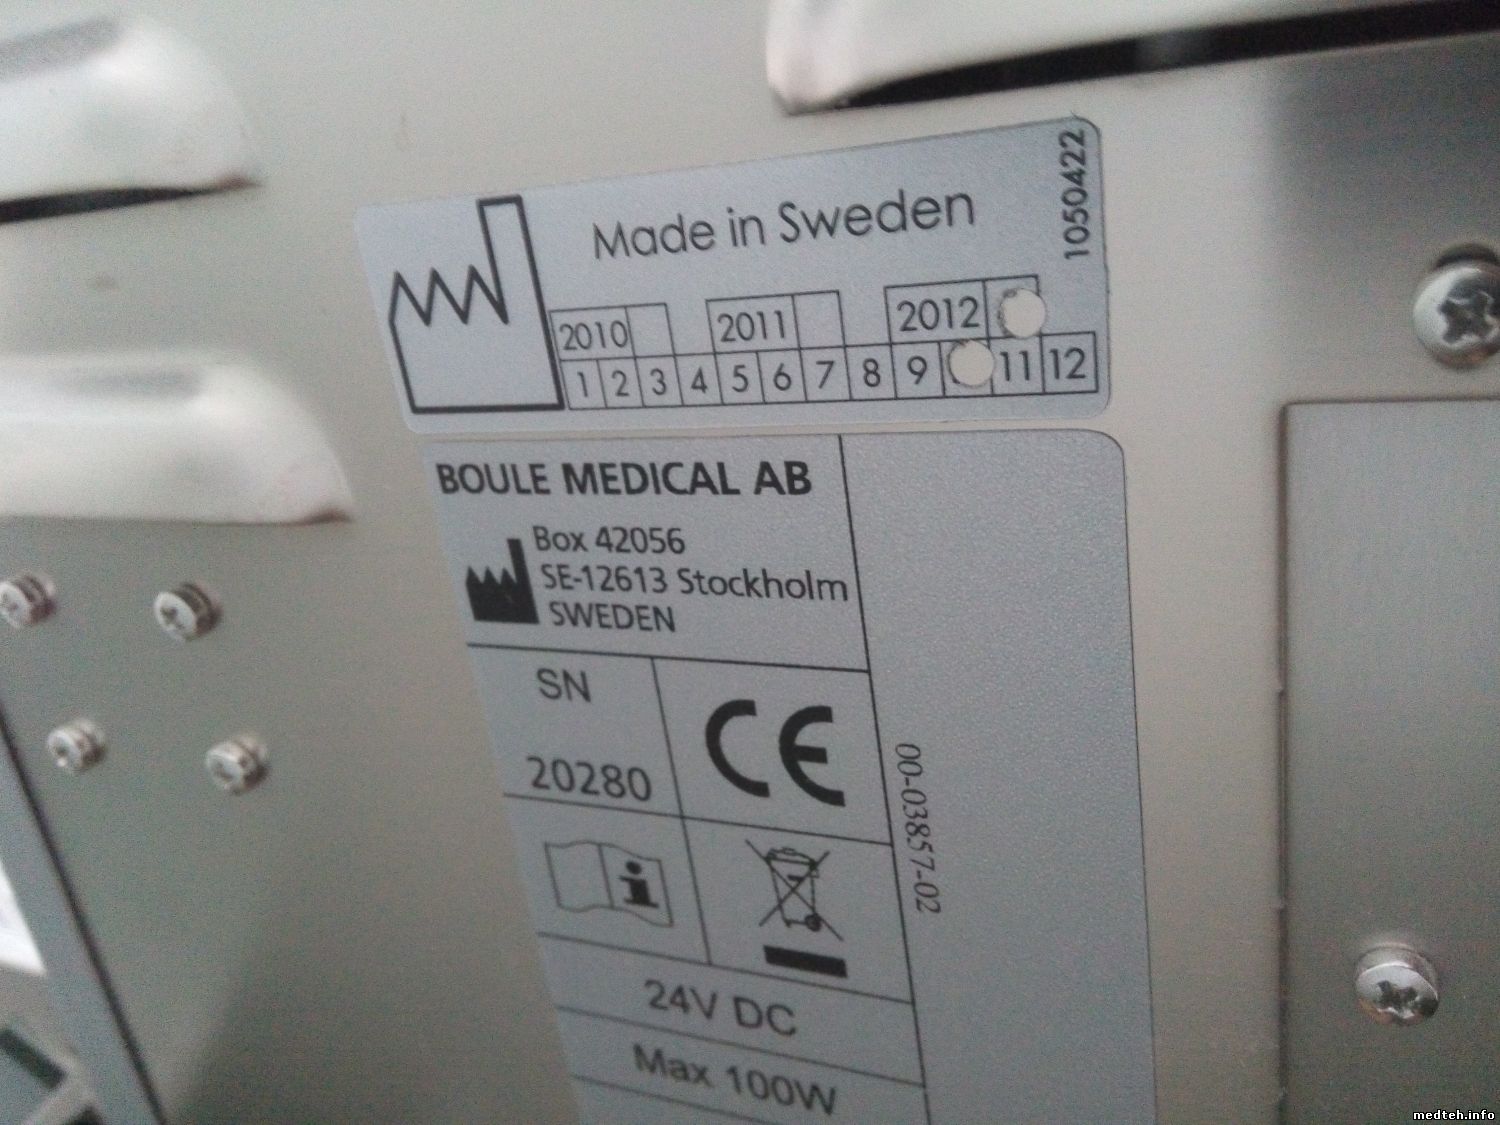 Made in Sweden
1050422
2010 2011 2012
1 2 3 4 5 6 7 8 9 11 12
BOULE MEDICAL AB
Box 42056
SE-12613 Stockholm
SWEDEN
SN
20280
CE
i
00-03857-02
24V DC
Max 100W
medteh.info